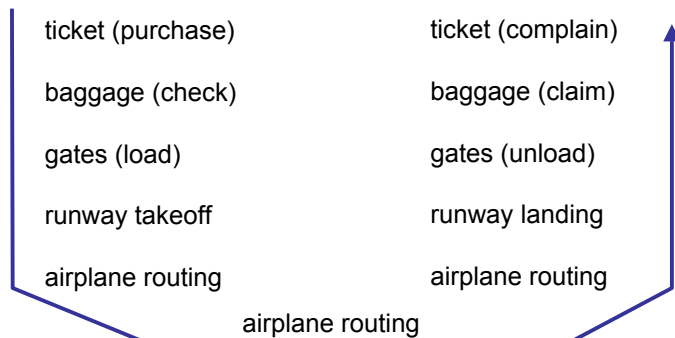 ticket (purchase)
baggage (check)
gates (load)
runway takeoff
airplane routing
ticket (complain)
baggage (claim)
gates (unload)
runway landing
airplane routing
airplane routing